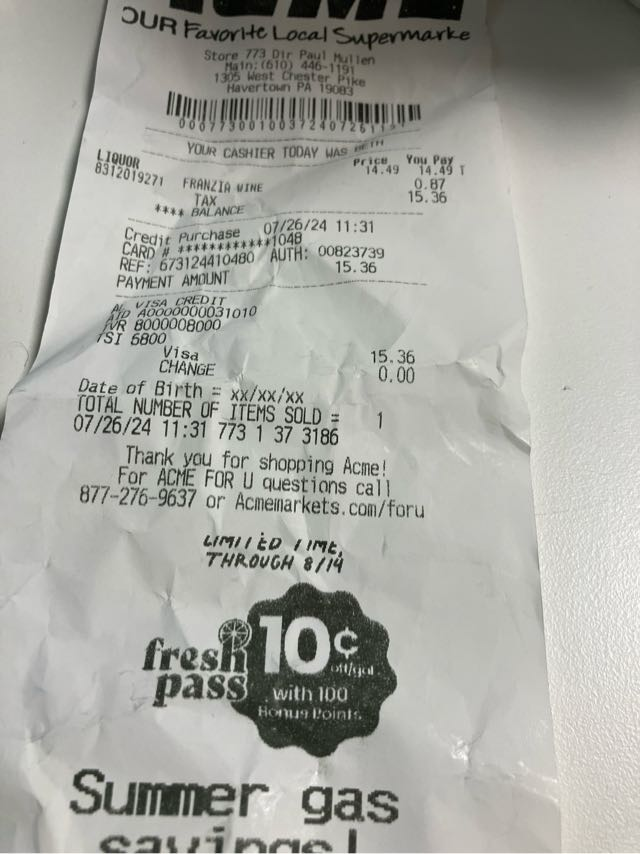 OUR Favorite Local Supermarke
Store 773 Dir Paul Mullen
Main:(610) 446-1191
1305 West Chester Pike
Havertown PA 19083
YOUR CASHIER TODAY WAS BETH
Price You Pay
LIQUOR
8312019271 FRANZIA WINE 14.49 14.49 T
TAX 0.87
**** BALANCE 15.36
Credit Purchase 07/26/24 11:31
CARD # ************1048
REF: 673124410480 AUTH: 00823739
PAYMENT AMOUNT 15.36
AL VISA CREDIT
AID A0000000031010
TVR 8000008000
TSI 6800
Visa 15.36
CHANGE 0.00
Date of Birth = xx/xx/xx
TOTAL NUMBER OF ITEMS SOLD = 1
07/26/24 11:31 773 1 37 3186
Thank you for shopping Acme!
For ACME FOR U questions call
877-276-9637 or Acmemarkets.com/foru
LIMITED TIME,
THROUGH 8/14
fresh pass
10¢
off/gal
with 100
Bonus Points
Summer gas
savings!